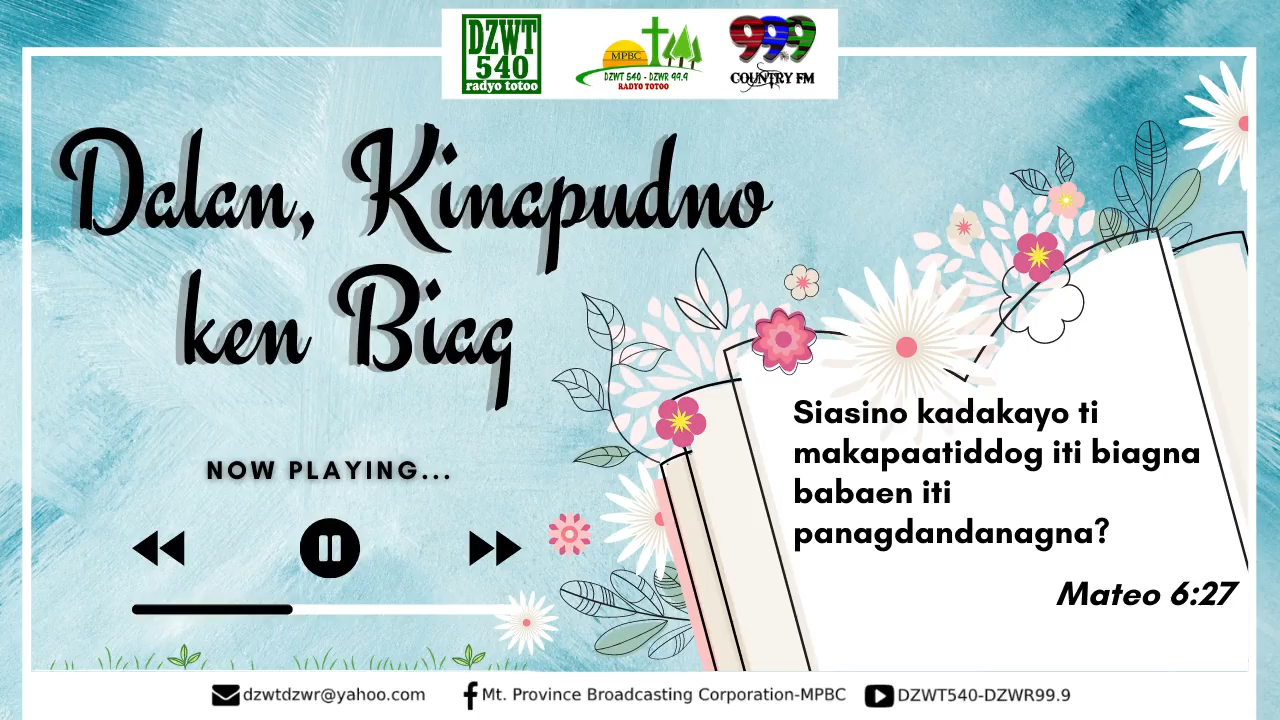 DZWT
540
radyo totoo
MPBC
DZWT 540 - DZWR 99.9
RADYO TOTOO
99.9
COUNTRY FM
Dalan, Kinapudno
ken Biag
NOW PLAYING...
Siasino kadakayo ti
makapaatiddog iti biagna
babaen iti
panagdandanagna?
Mateo 6:27
dzwtdzwr@yahoo.com
Mt. Province Broadcasting Corporation-MPBC
DZWT540-DZWR99.9